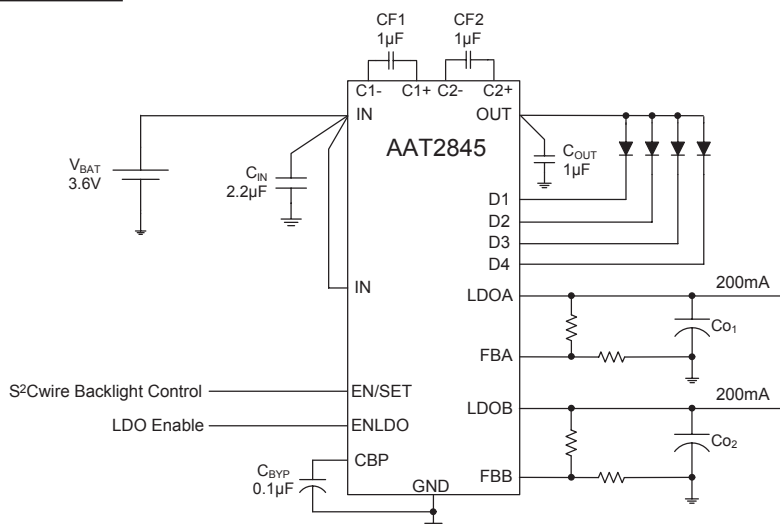 CF1
1µF
CF2
1µF
C1- C1+ C2- C2+
IN
OUT
AAT2845
V_BAT
3.6V
C_IN
2.2µF
C_OUT
1µF
D1
D2
D3
D4
IN
LDOA
200mA
Co₁
FBA
S²Cwire Backlight Control
EN/SET
LDOB
200mA
LDO Enable
ENLDO
Co₂
CBP
C_BYP
0.1µF
FBB
GND